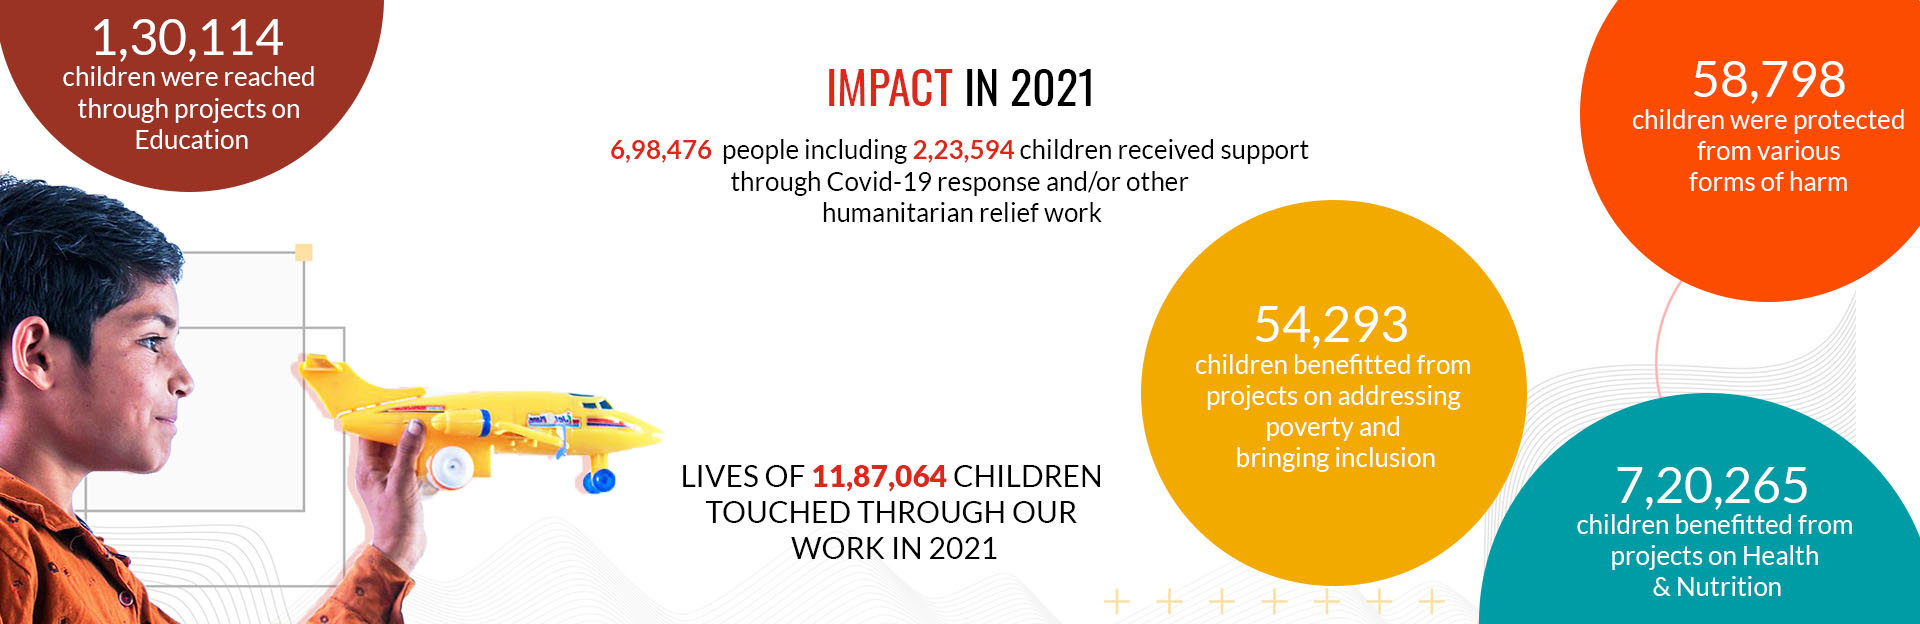 1,30,114
children were reached
through projects on
Education
IMPACT IN 2021
6,98,476 people including 2,23,594 children received support
through Covid-19 response and/or other
humanitarian relief work
58,798
children were protected
from various
forms of harm
54,293
children benefitted from
projects on addressing
poverty and
bringing inclusion
LIVES OF 11,87,064 CHILDREN
TOUCHED THROUGH OUR
WORK IN 2021
7,20,265
children benefitted from
projects on Health
& Nutrition